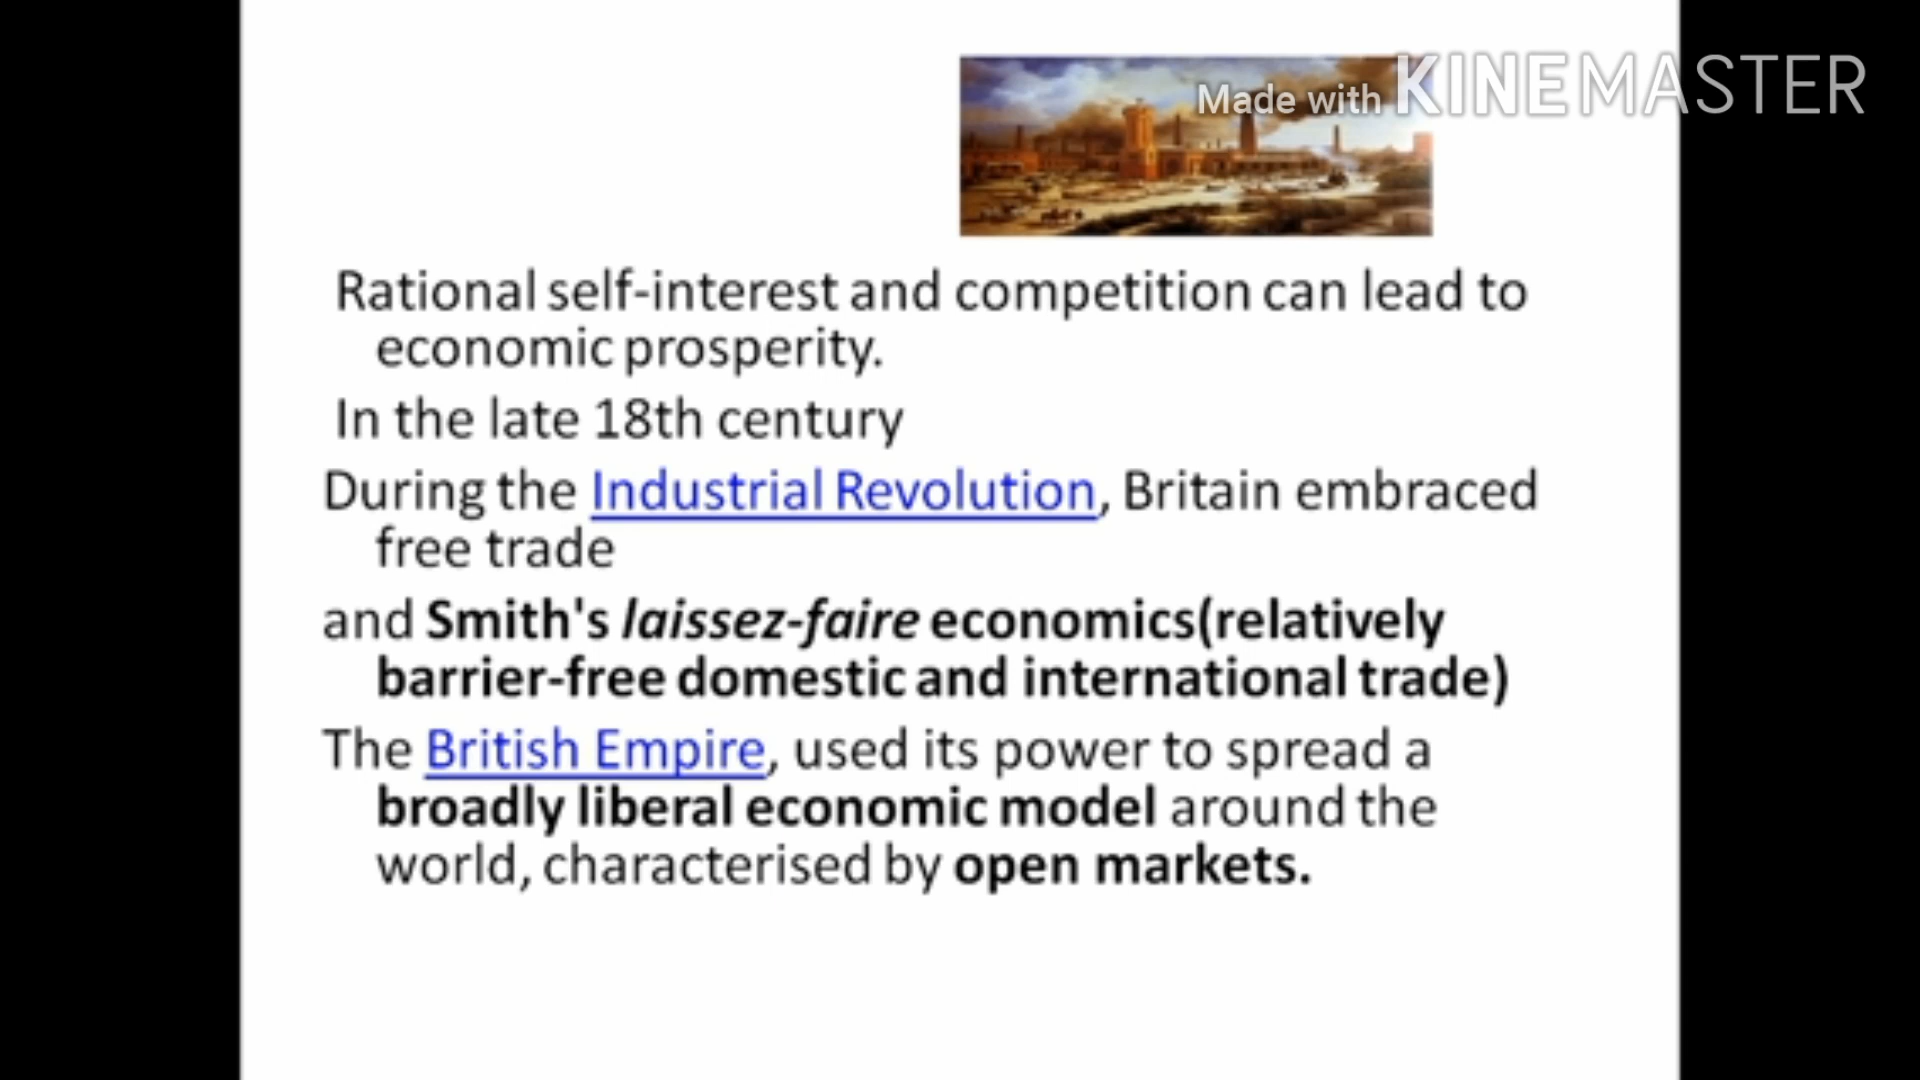 Made with KINEMASTER
Rational self-interest and competition can lead to
economic prosperity.
In the late 18th century
During the Industrial Revolution, Britain embraced
free trade
and Smith's laissez-faire economics(relatively
barrier-free domestic and international trade)
The British Empire, used its power to spread a
broadly liberal economic model around the
world, characterised by open markets.